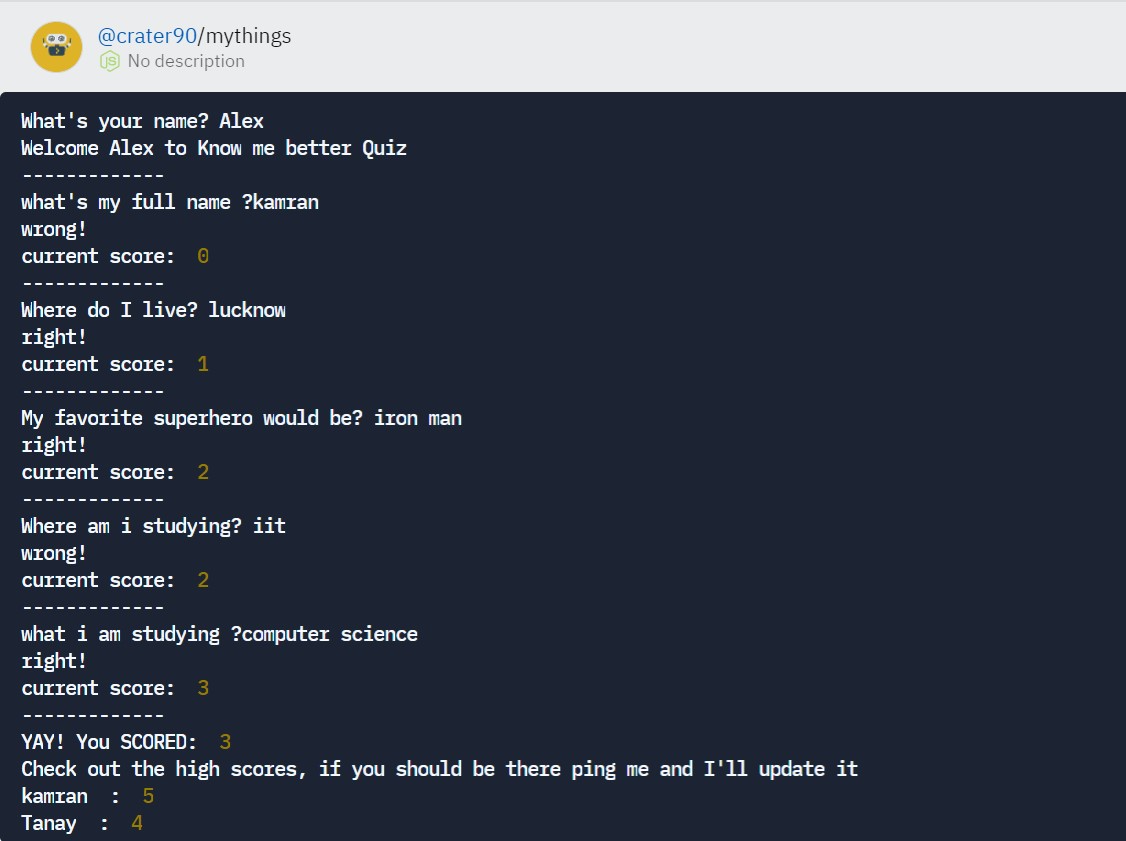 @crater90/mythings
JS No description
What's your name? Alex
Welcome Alex to Know me better Quiz
-------------
what's my full name ?kamran
wrong!
current score:  0
-------------
Where do I live? lucknow
right!
current score:  1
-------------
My favorite superhero would be? iron man
right!
current score:  2
-------------
Where am i studying? iit
wrong!
current score:  2
-------------
what i am studying ?computer science
right!
current score:  3
-------------
YAY! You SCORED:  3
Check out the high scores, if you should be there ping me and I'll update it
kamran  :  5
Tanay  :  4